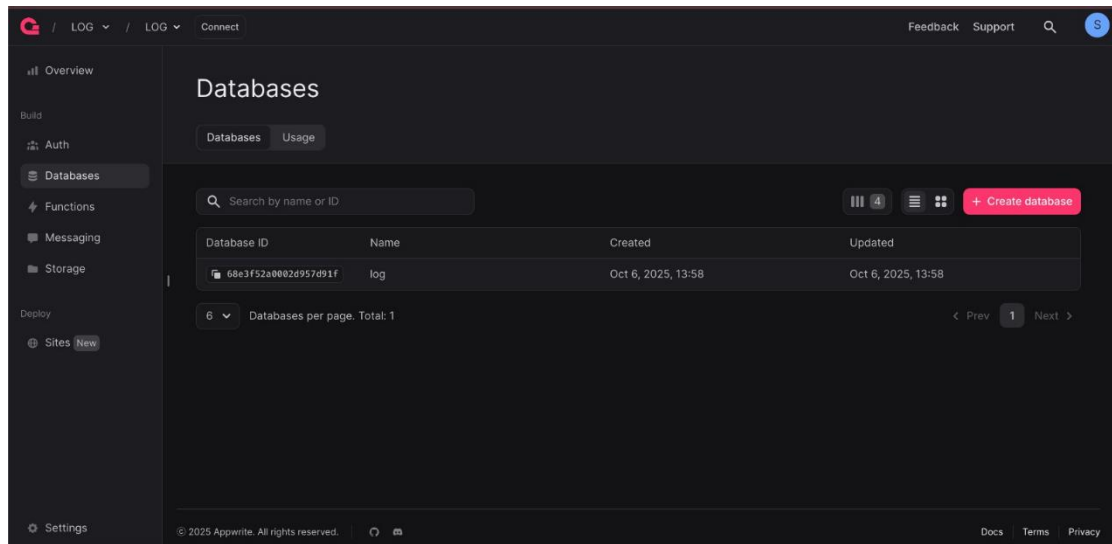 / LOG / LOG Connect Feedback Support S
Overview
Build
Auth
Databases
Functions
Messaging
Storage
Deploy
Sites New
Settings
Databases
Databases Usage
Search by name or ID 4 + Create database
Database ID Name Created Updated
68e3f52a0002d957d91f log Oct 6, 2025, 13:58 Oct 6, 2025, 13:58
6 Databases per page. Total: 1 < Prev 1 Next >
© 2025 Appwrite. All rights reserved. Docs Terms Privacy